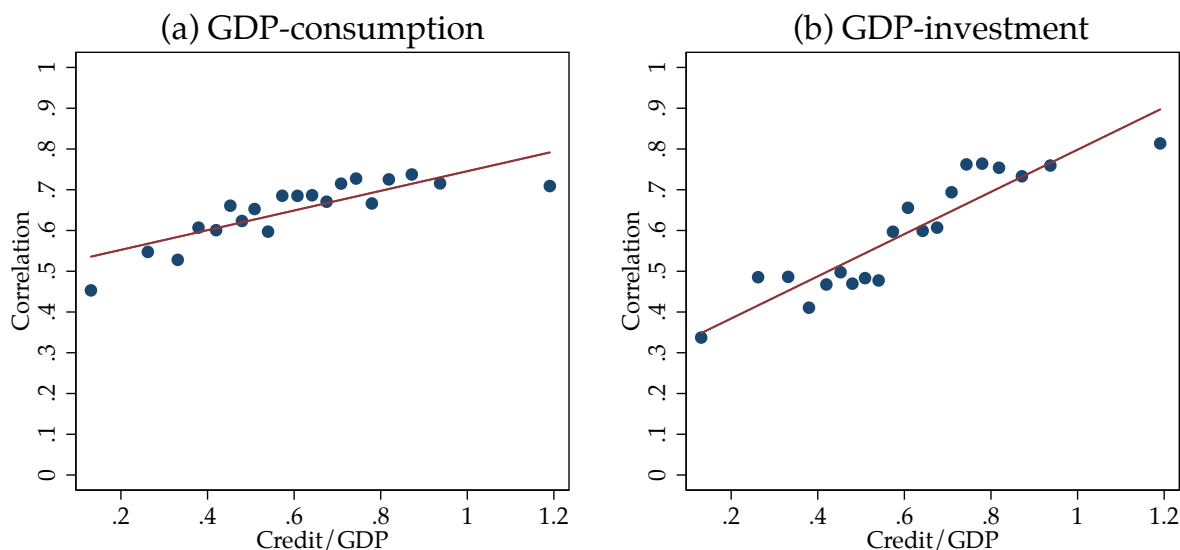 (a) GDP-consumption
Correlation
1
.9
.8
.7
.6
.5
.4
.3
.2
.1
0
.2 .4 .6 .8 1 1.2
Credit/GDP
(b) GDP-investment
Correlation
1
.9
.8
.7
.6
.5
.4
.3
.2
.1
0
.2 .4 .6 .8 1 1.2
Credit/GDP